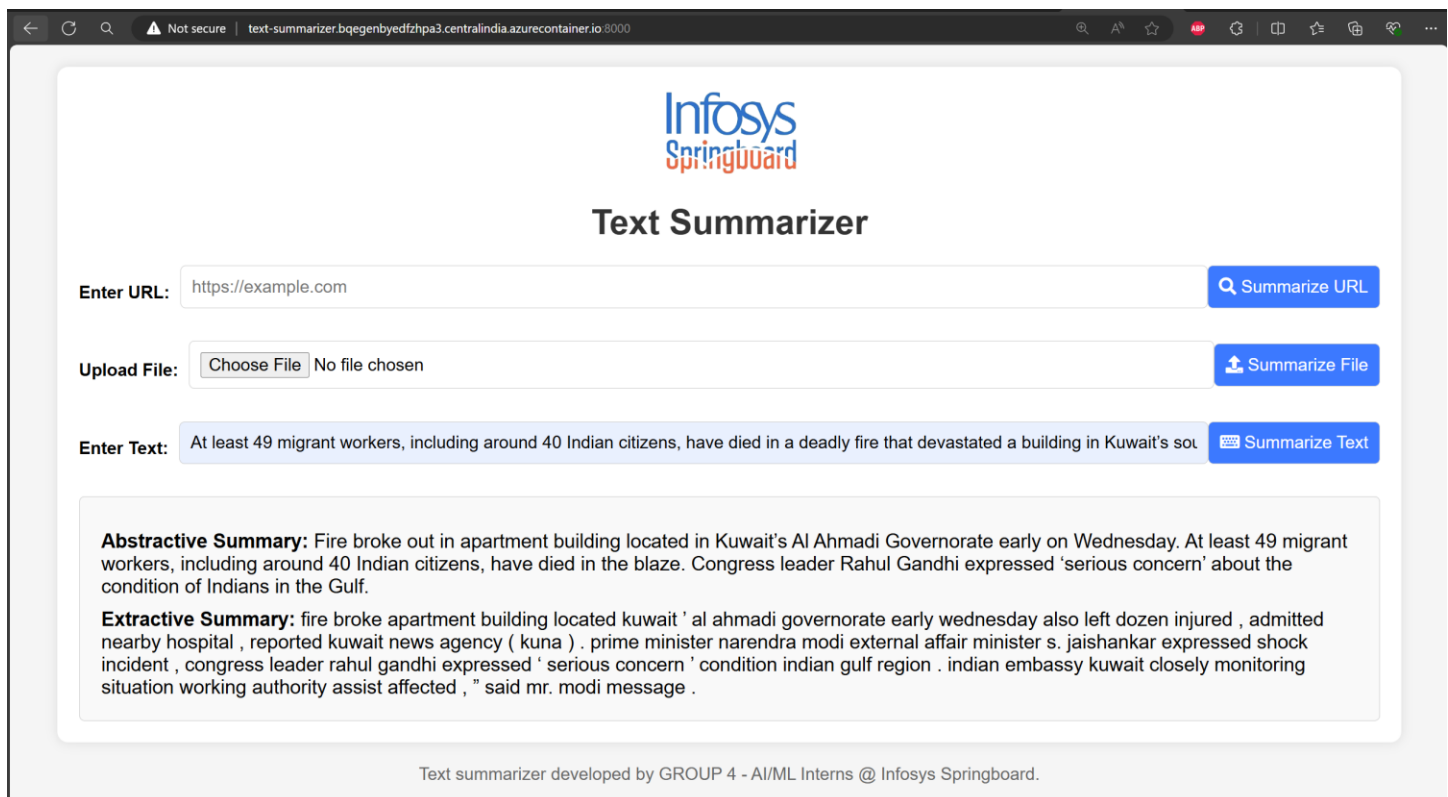 Not secure | text-summarizer.bqegenbyedfzhpa3.centralindia.azurecontainer.io:8000
ABP
Infosys
Springboard
Text Summarizer
Enter URL: https://example.com Summarize URL
Upload File: Choose File No file chosen Summarize File
Enter Text: At least 49 migrant workers, including around 40 Indian citizens, have died in a deadly fire that devastated a building in Kuwait’s sou Summarize Text
Abstractive Summary: Fire broke out in apartment building located in Kuwait’s Al Ahmadi Governorate early on Wednesday. At least 49 migrant
workers, including around 40 Indian citizens, have died in the blaze. Congress leader Rahul Gandhi expressed ‘serious concern’ about the
condition of Indians in the Gulf.
Extractive Summary: fire broke apartment building located kuwait ’ al ahmadi governorate early wednesday also left dozen injured , admitted
nearby hospital , reported kuwait news agency ( kuna ) . prime minister narendra modi external affair minister s. jaishankar expressed shock
incident , congress leader rahul gandhi expressed ‘ serious concern ’ condition indian gulf region . indian embassy kuwait closely monitoring
situation working authority assist affected , ” said mr. modi message .
Text summarizer developed by GROUP 4 - AI/ML Interns @ Infosys Springboard.